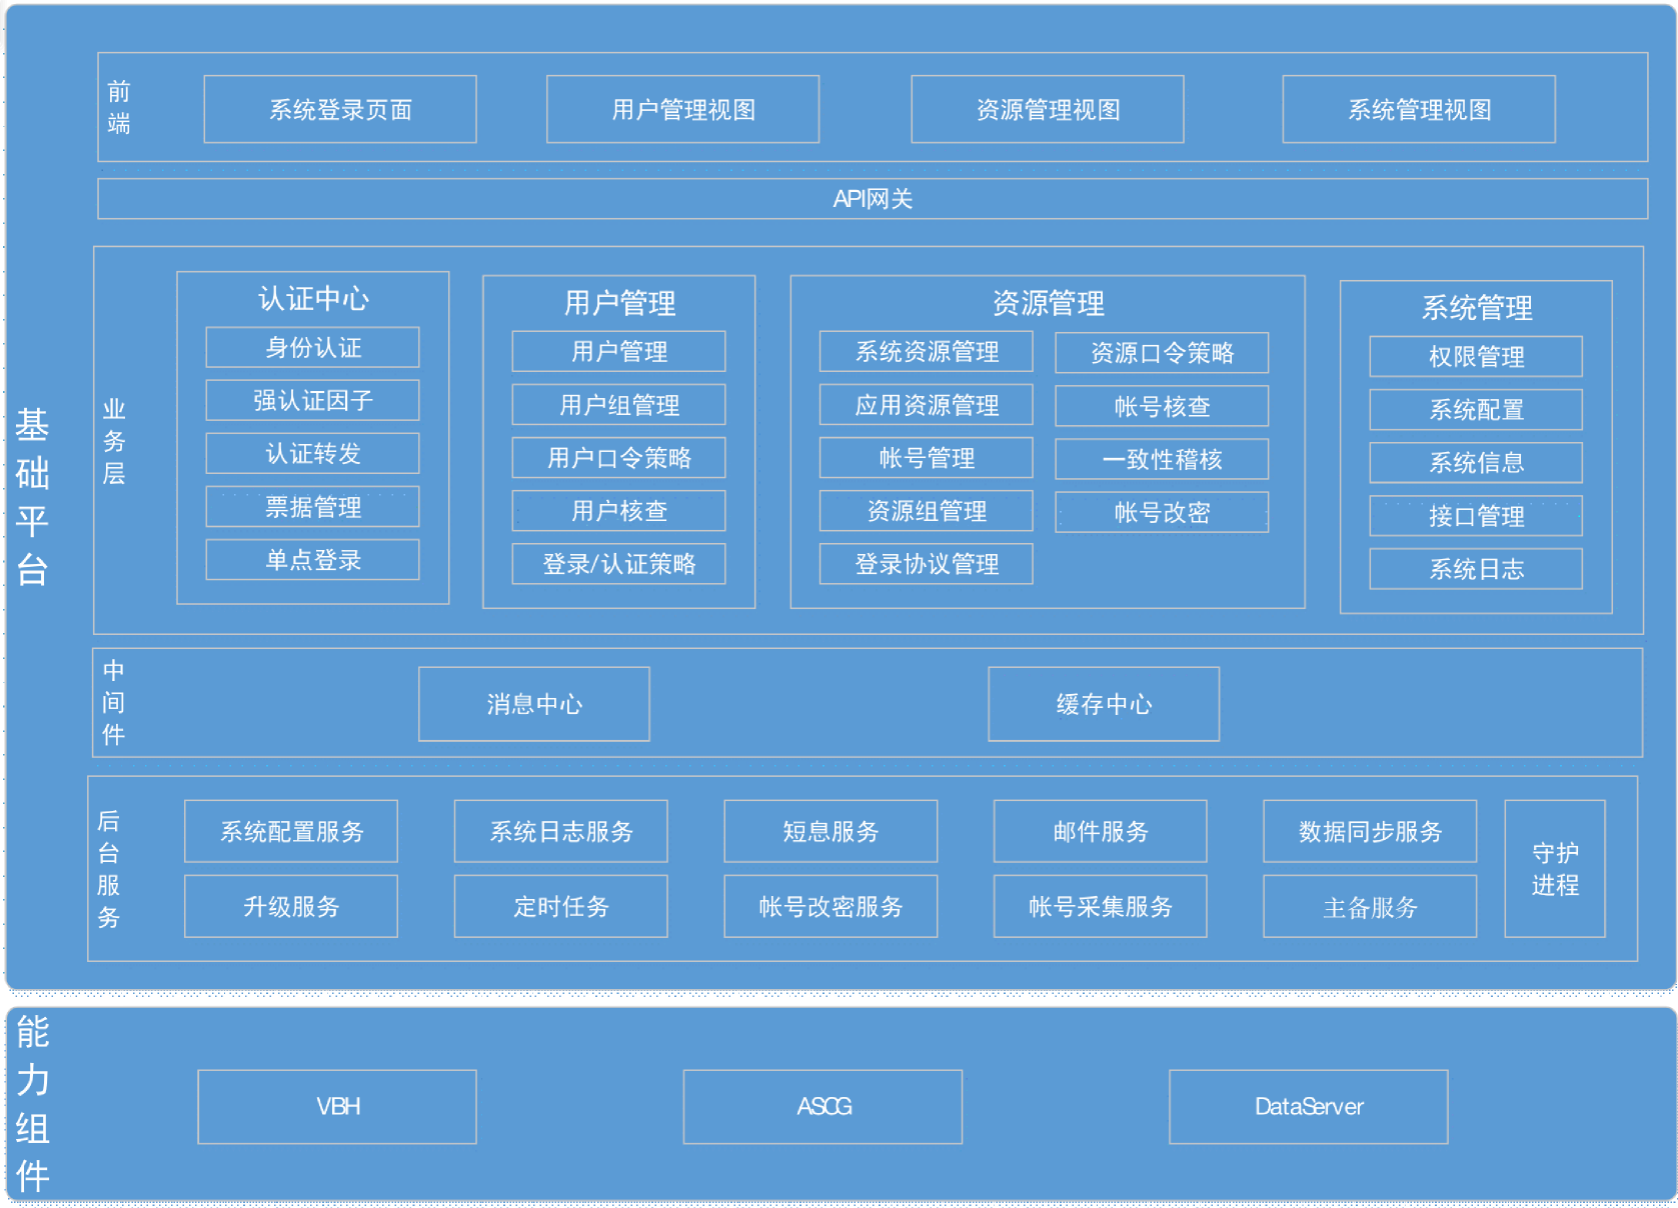 基础平台
前端
系统登录页面
用户管理视图
资源管理视图
系统管理视图
API网关
业务层
认证中心
身份认证
强认证因子
认证转发
票据管理
单点登录
用户管理
用户管理
用户组管理
用户口令策略
用户核查
登录/认证策略
资源管理
系统资源管理
应用资源管理
帐号管理
资源组管理
登录协议管理
资源口令策略
帐号核查
一致性稽核
帐号改密
系统管理
权限管理
系统配置
系统信息
接口管理
系统日志
中间件
消息中心
缓存中心
后台服务
系统配置服务
系统日志服务
短息服务
邮件服务
数据同步服务
升级服务
定时任务
帐号改密服务
帐号采集服务
主备服务
守护
进程
能力组件
VBH
ASCG
DataServer